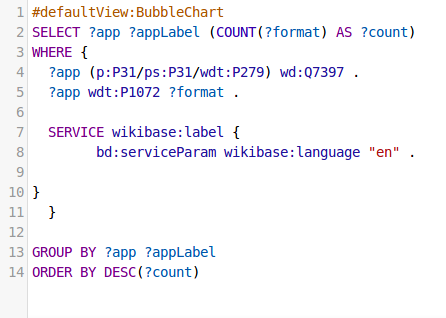 1 #defaultView:BubbleChart
2 SELECT ?app ?appLabel (COUNT(?format) AS ?count)
3 WHERE {
4   ?app (p:P31/ps:P31/wdt:P279) wd:Q7397 .
5   ?app wdt:P1072 ?format .
6
7   SERVICE wikibase:label {
8         bd:serviceParam wikibase:language "en" .
9
10 }
11   }
12
13 GROUP BY ?app ?appLabel
14 ORDER BY DESC(?count)